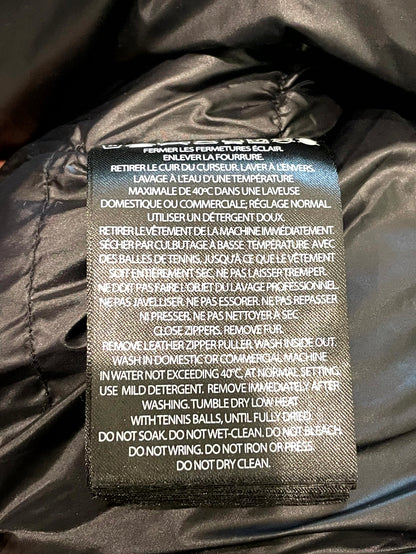 FERMER LES FERMETURES ÉCLAIR.
ENLEVER LA FOURRURE.
RETIRER LE CUIR DU CURSEUR. LAVER À L'ENVERS.
LAVAGE À L'EAU D'UNE TEMPÉRATURE
MAXIMALE DE 40ºC DANS UNE LAVEUSE
DOMESTIQUE OU COMMERCIALE; RÉGLAGE NORMAL.
UTILISER UN DÉTERGENT DOUX.
RETIRER LE VÊTEMENT DE LA MACHINE IMMÉDIATEMENT.
SÉCHER PAR CULBUTAGE À BASSE TEMPÉRATURE AVEC
DES BALLES DE TENNIS, JUSQU'À CE QUE LE VÊTEMENT
SOIT ENTIÈREMENT SEC. NE PAS LAISSER TREMPER.
NE DOIT PAS FAIRE L'OBJET DU LAVAGE PROFESSIONNEL.
NE PAS JAVELLISER. NE PAS ESSORER. NE PAS REPASSER
NI PRESSER. NE PAS NETTOYER À SEC
CLOSE ZIPPERS. REMOVE FUR.
REMOVE LEATHER ZIPPER PULLER. WASH INSIDE OUT.
WASH IN DOMESTIC OR COMMERCIAL MACHINE
IN WATER NOT EXCEEDING 40°C, AT NORMAL SETTING.
USE MILD DETERGENT. REMOVE IMMEDIATELY AFTER
WASHING. TUMBLE DRY LOW HEAT
WITH TENNIS BALLS, UNTIL FULLY DRIED.
DO NOT SOAK. DO NOT WET-CLEAN. DO NOT BLEACH.
DO NOT WRING. DO NOT IRON OR PRESS.
DO NOT DRY CLEAN.